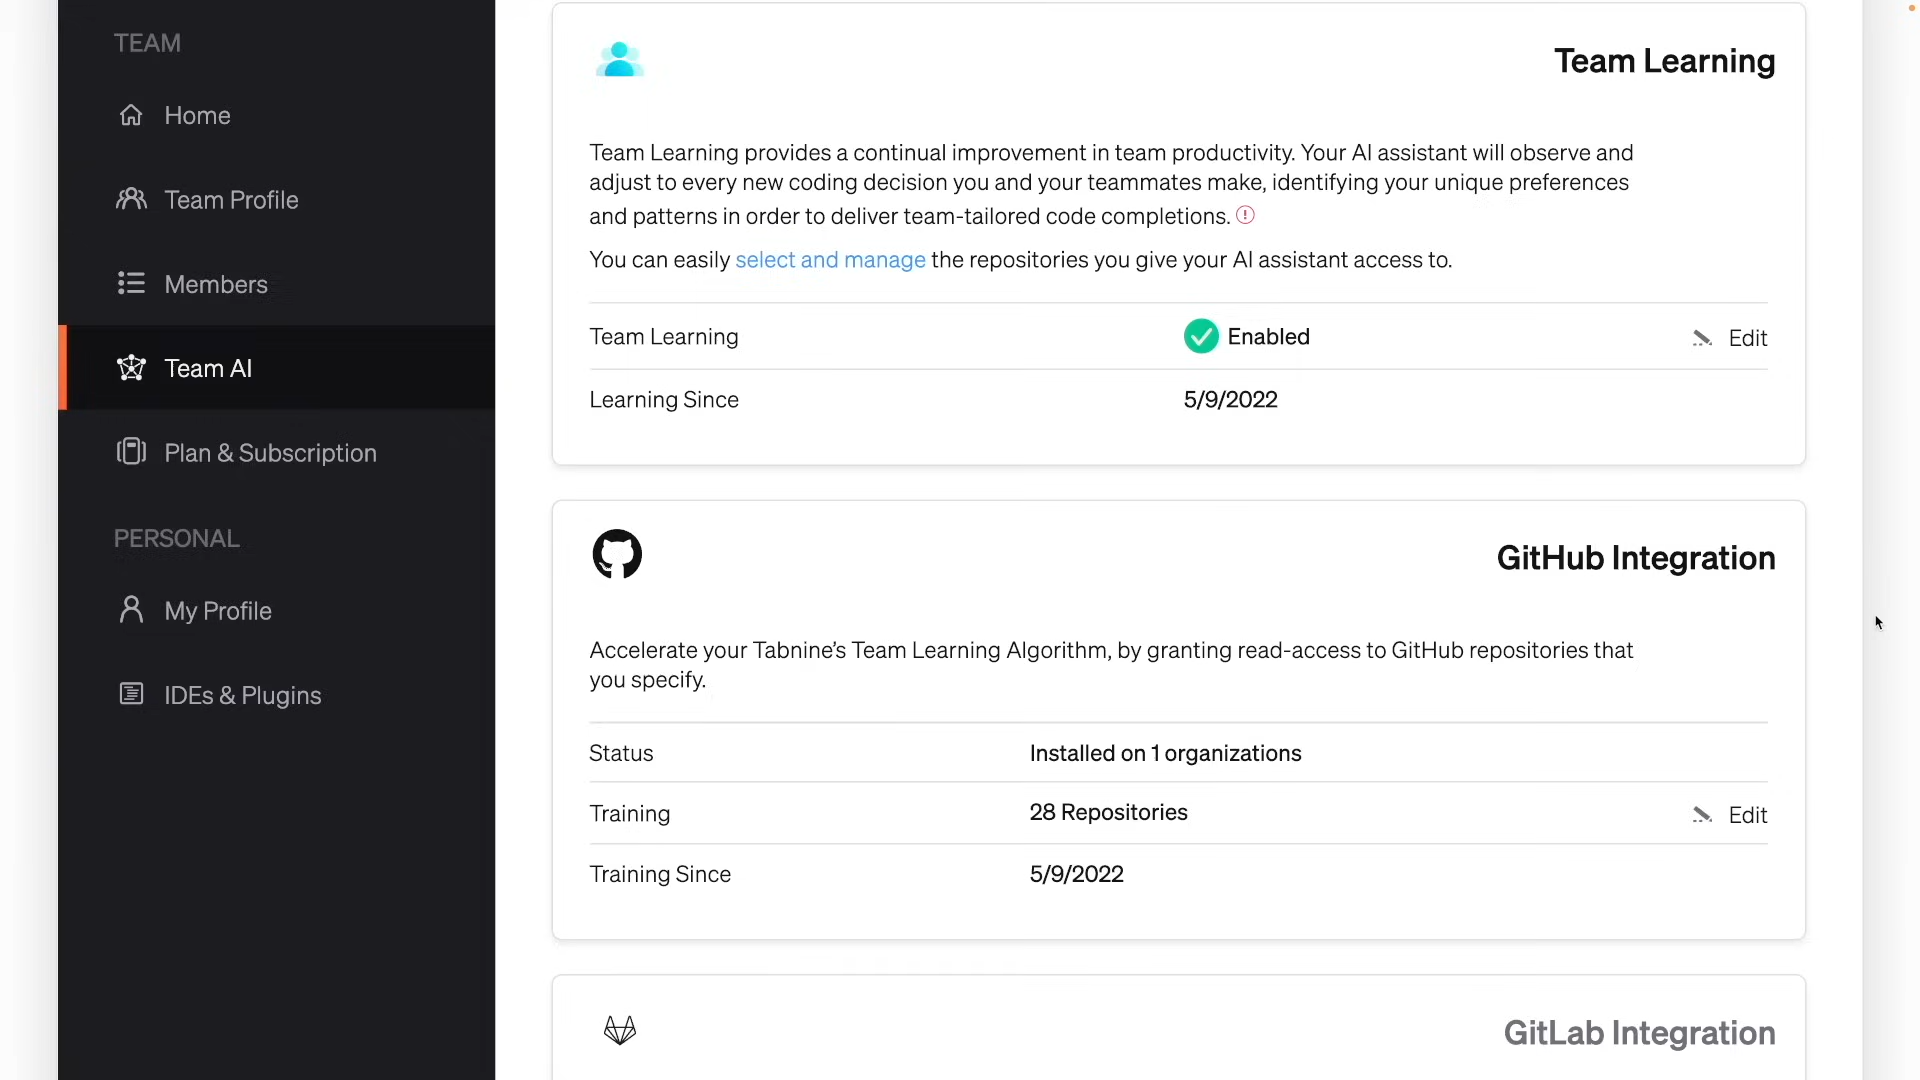 TEAM
Home
Team Profile
Members
Team AI
Plan & Subscription
PERSONAL
My Profile
IDEs & Plugins
Team Learning
Team Learning provides a continual improvement in team productivity. Your AI assistant will observe and
adjust to every new coding decision you and your teammates make, identifying your unique preferences
and patterns in order to deliver team-tailored code completions.
You can easily select and manage the repositories you give your AI assistant access to.
Team Learning Enabled Edit
Learning Since 5/9/2022
GitHub Integration
Accelerate your Tabnine’s Team Learning Algorithm, by granting read-access to GitHub repositories that
you specify.
Status Installed on 1 organizations
Training 28 Repositories Edit
Training Since 5/9/2022
GitLab Integration